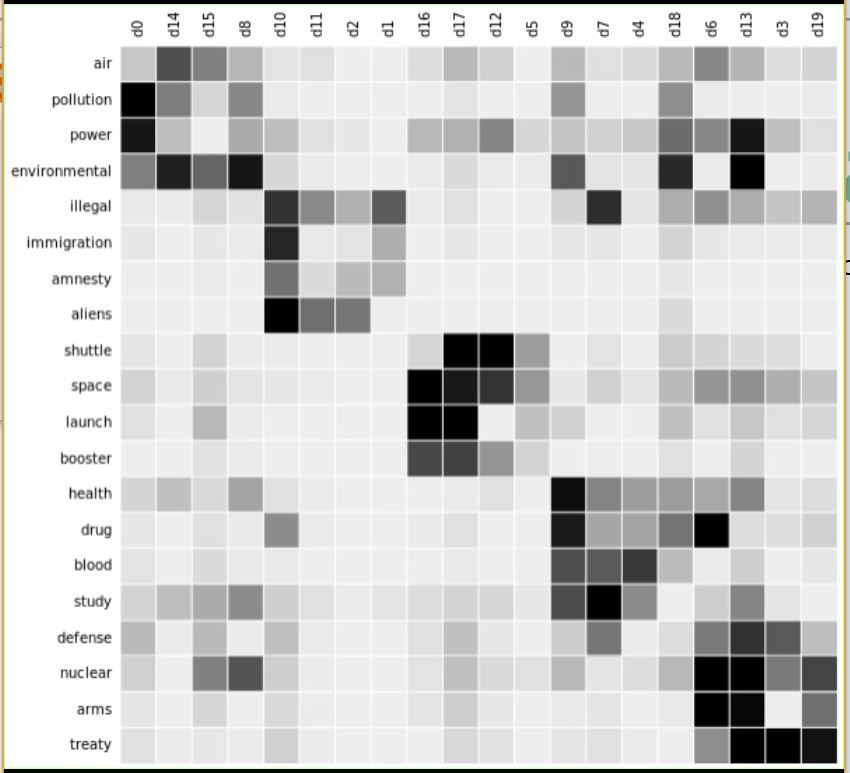 d0 d14 d15 d8 d10 d11 d2 d1 d16 d17 d12 d5 d9 d7 d4 d18 d6 d13 d3 d19
air
pollution
power
environmental
illegal
immigration
amnesty
aliens
shuttle
space
launch
booster
health
drug
blood
study
defense
nuclear
arms
treaty